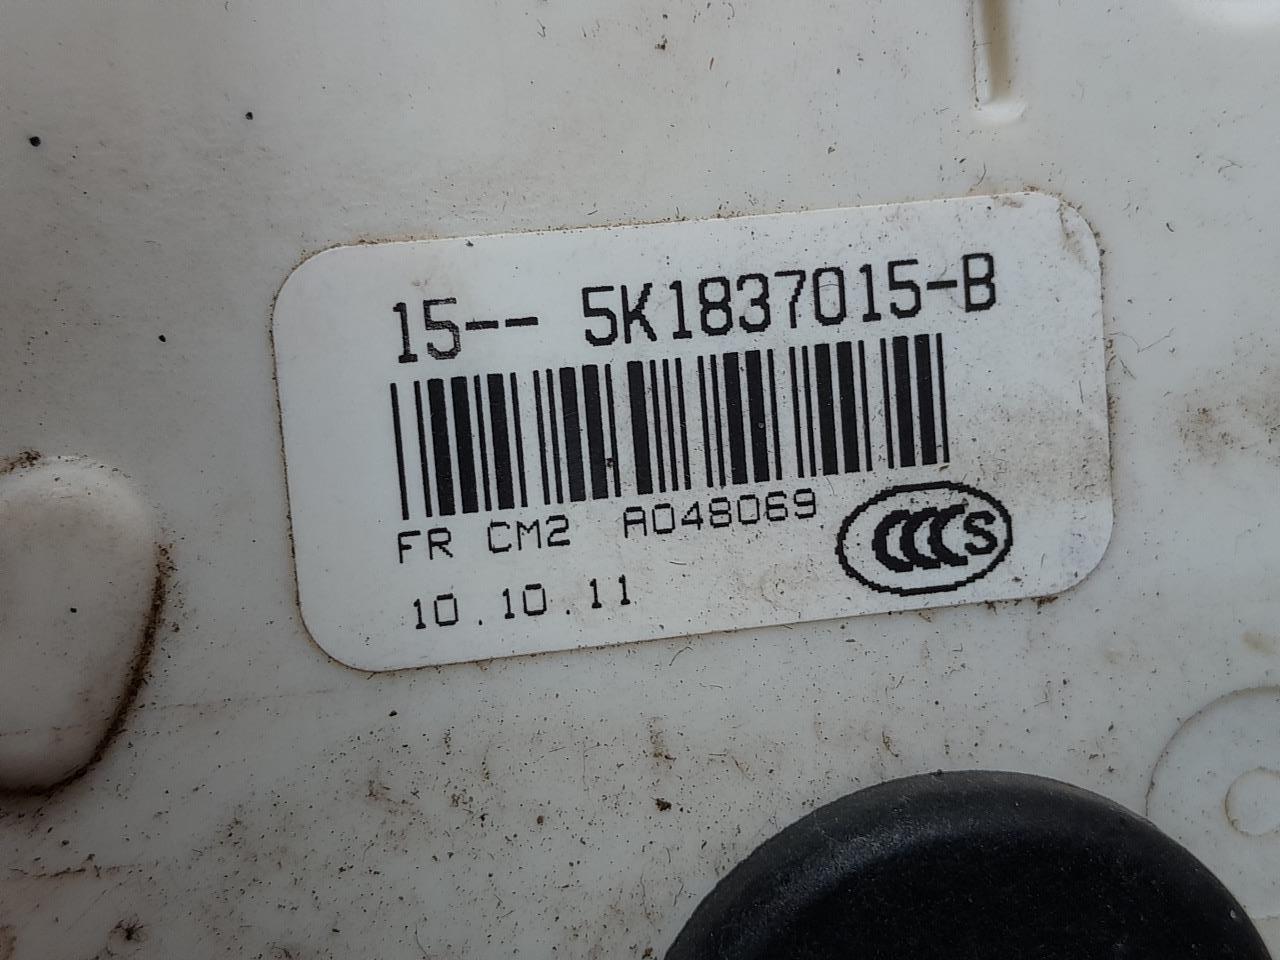 15-- 5K1837015-B
FR CM2 A048069
CCCS
10.10.11